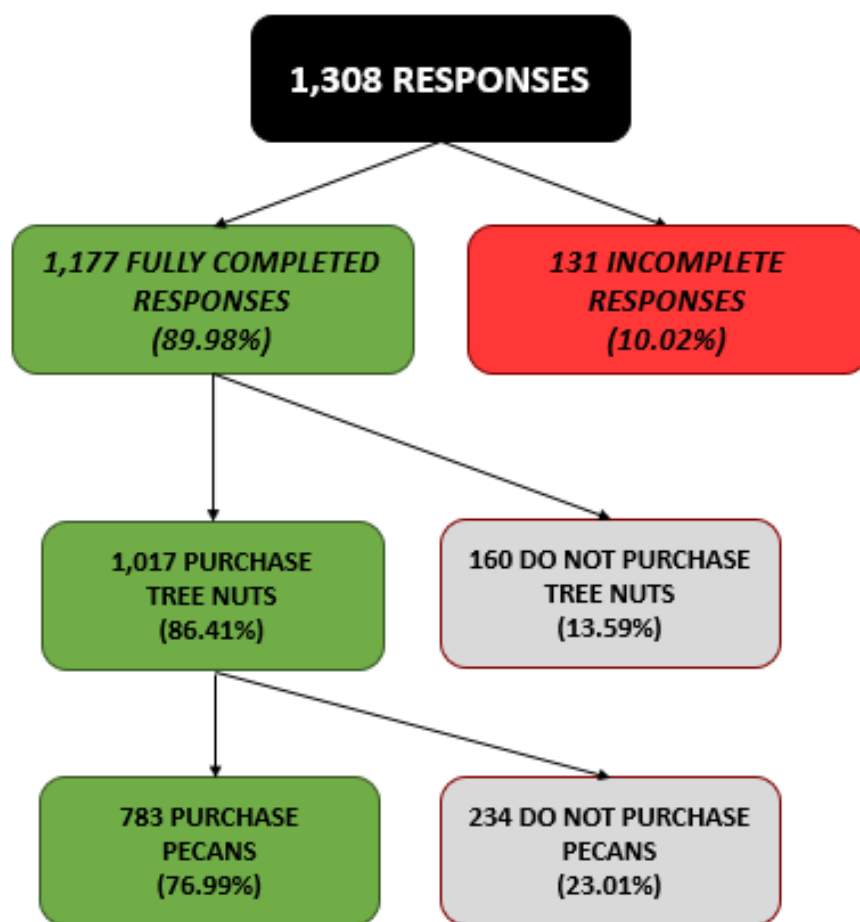 1,308 RESPONSES
1,177 FULLY COMPLETED
RESPONSES
(89.98%)
131 INCOMPLETE
RESPONSES
(10.02%)
1,017 PURCHASE
TREE NUTS
(86.41%)
160 DO NOT PURCHASE
TREE NUTS
(13.59%)
783 PURCHASE
PECANS
(76.99%)
234 DO NOT PURCHASE
PECANS
(23.01%)